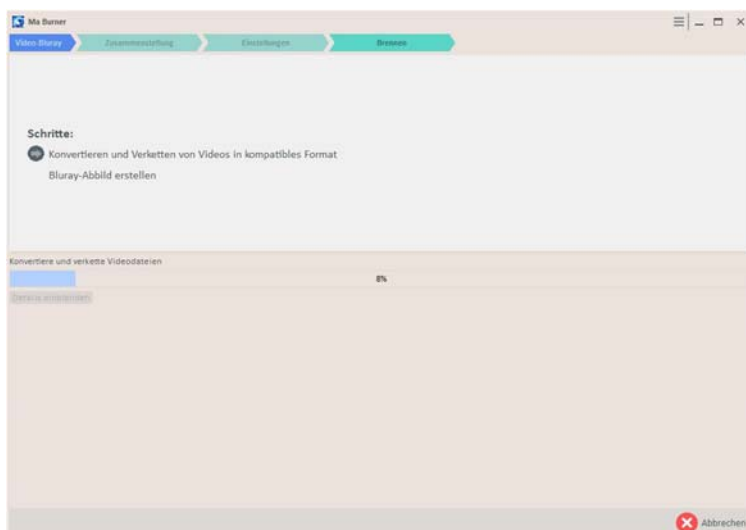 Ma Burner
Video-Bluray Zusammenstellung Einstellungen Brennen
Schritte:
Konvertieren und Verketten von Videos in kompatibles Format
Bluray-Abbild erstellen
Konvertiere und verkette Videodateien
8%
Details
Abbrechen